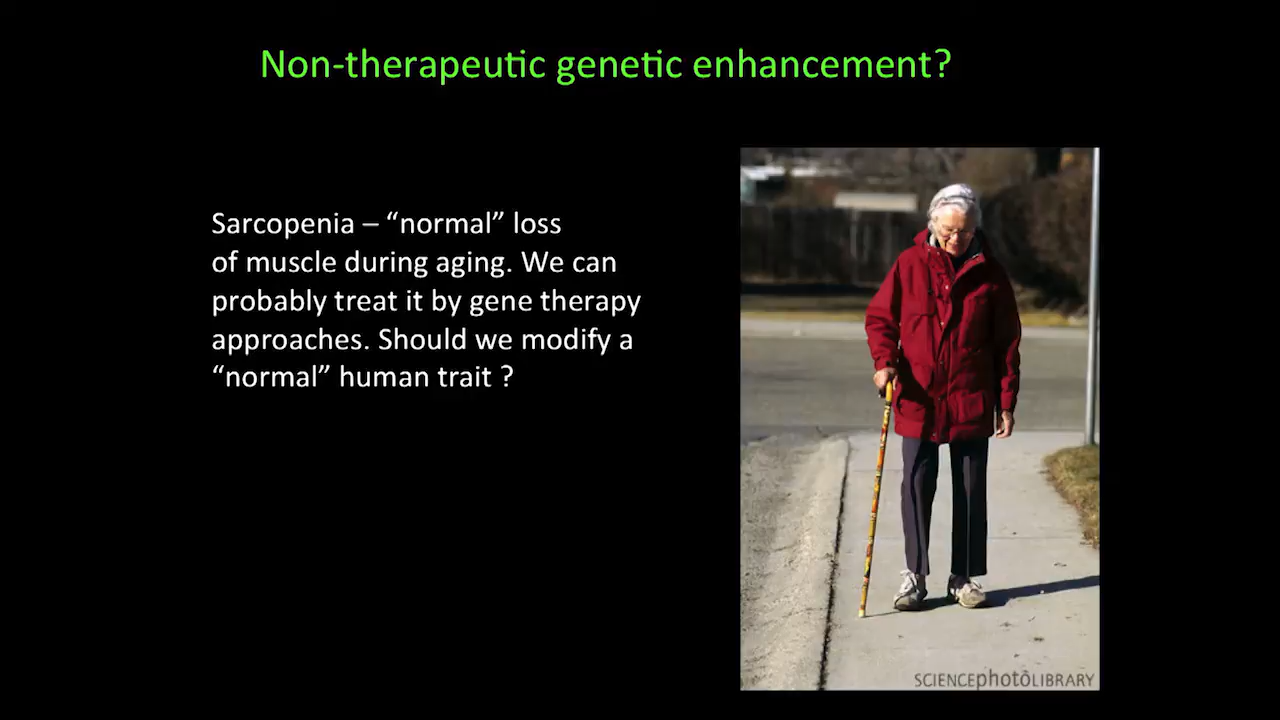 Non-therapeutic genetic enhancement?
Sarcopenia – “normal” loss
of muscle during aging. We can
probably treat it by gene therapy
approaches. Should we modify a
“normal” human trait ?
SCIENCEphotoLIBRARY